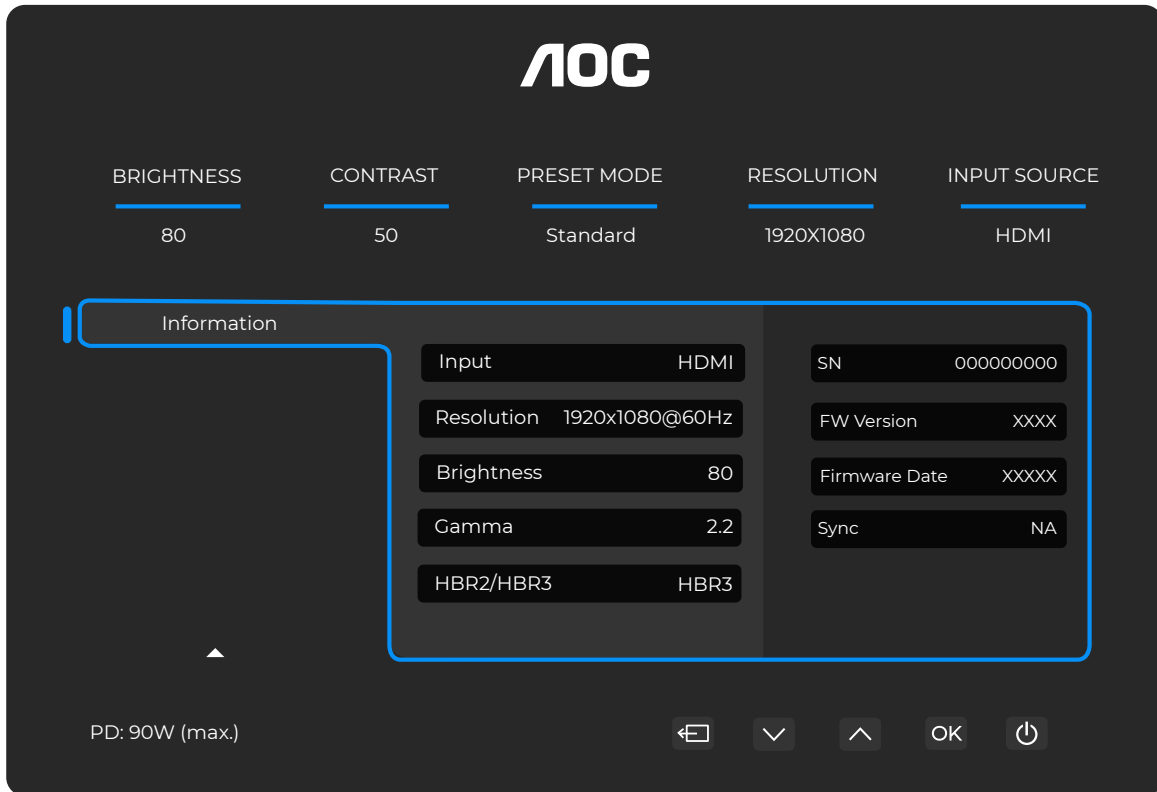 AOC
BRIGHTNESS CONTRAST PRESET MODE RESOLUTION INPUT SOURCE
80 50 Standard 1920X1080 HDMI
Information
Input HDMI
Resolution 1920x1080@60Hz
Brightness 80
Gamma 2.2
HBR2/HBR3 HBR3
SN 000000000
FW Version XXXX
Firmware Date XXXXX
Sync NA
PD: 90W (max.) OK